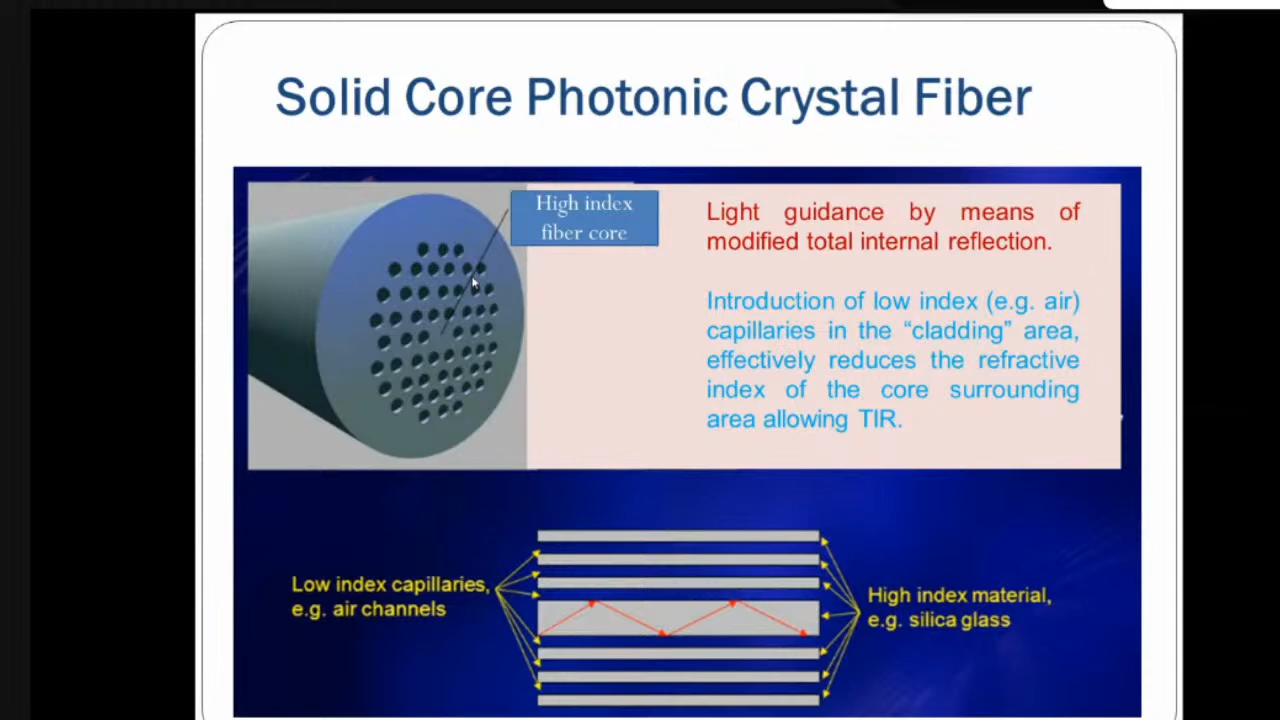 Solid Core Photonic Crystal Fiber
High index
fiber core
Light guidance by means of
modified total internal reflection.
Introduction of low index (e.g. air)
capillaries in the “cladding” area,
effectively reduces the refractive
index of the core surrounding
area allowing TIR.
Low index capillaries,
e.g. air channels
High index material,
e.g. silica glass